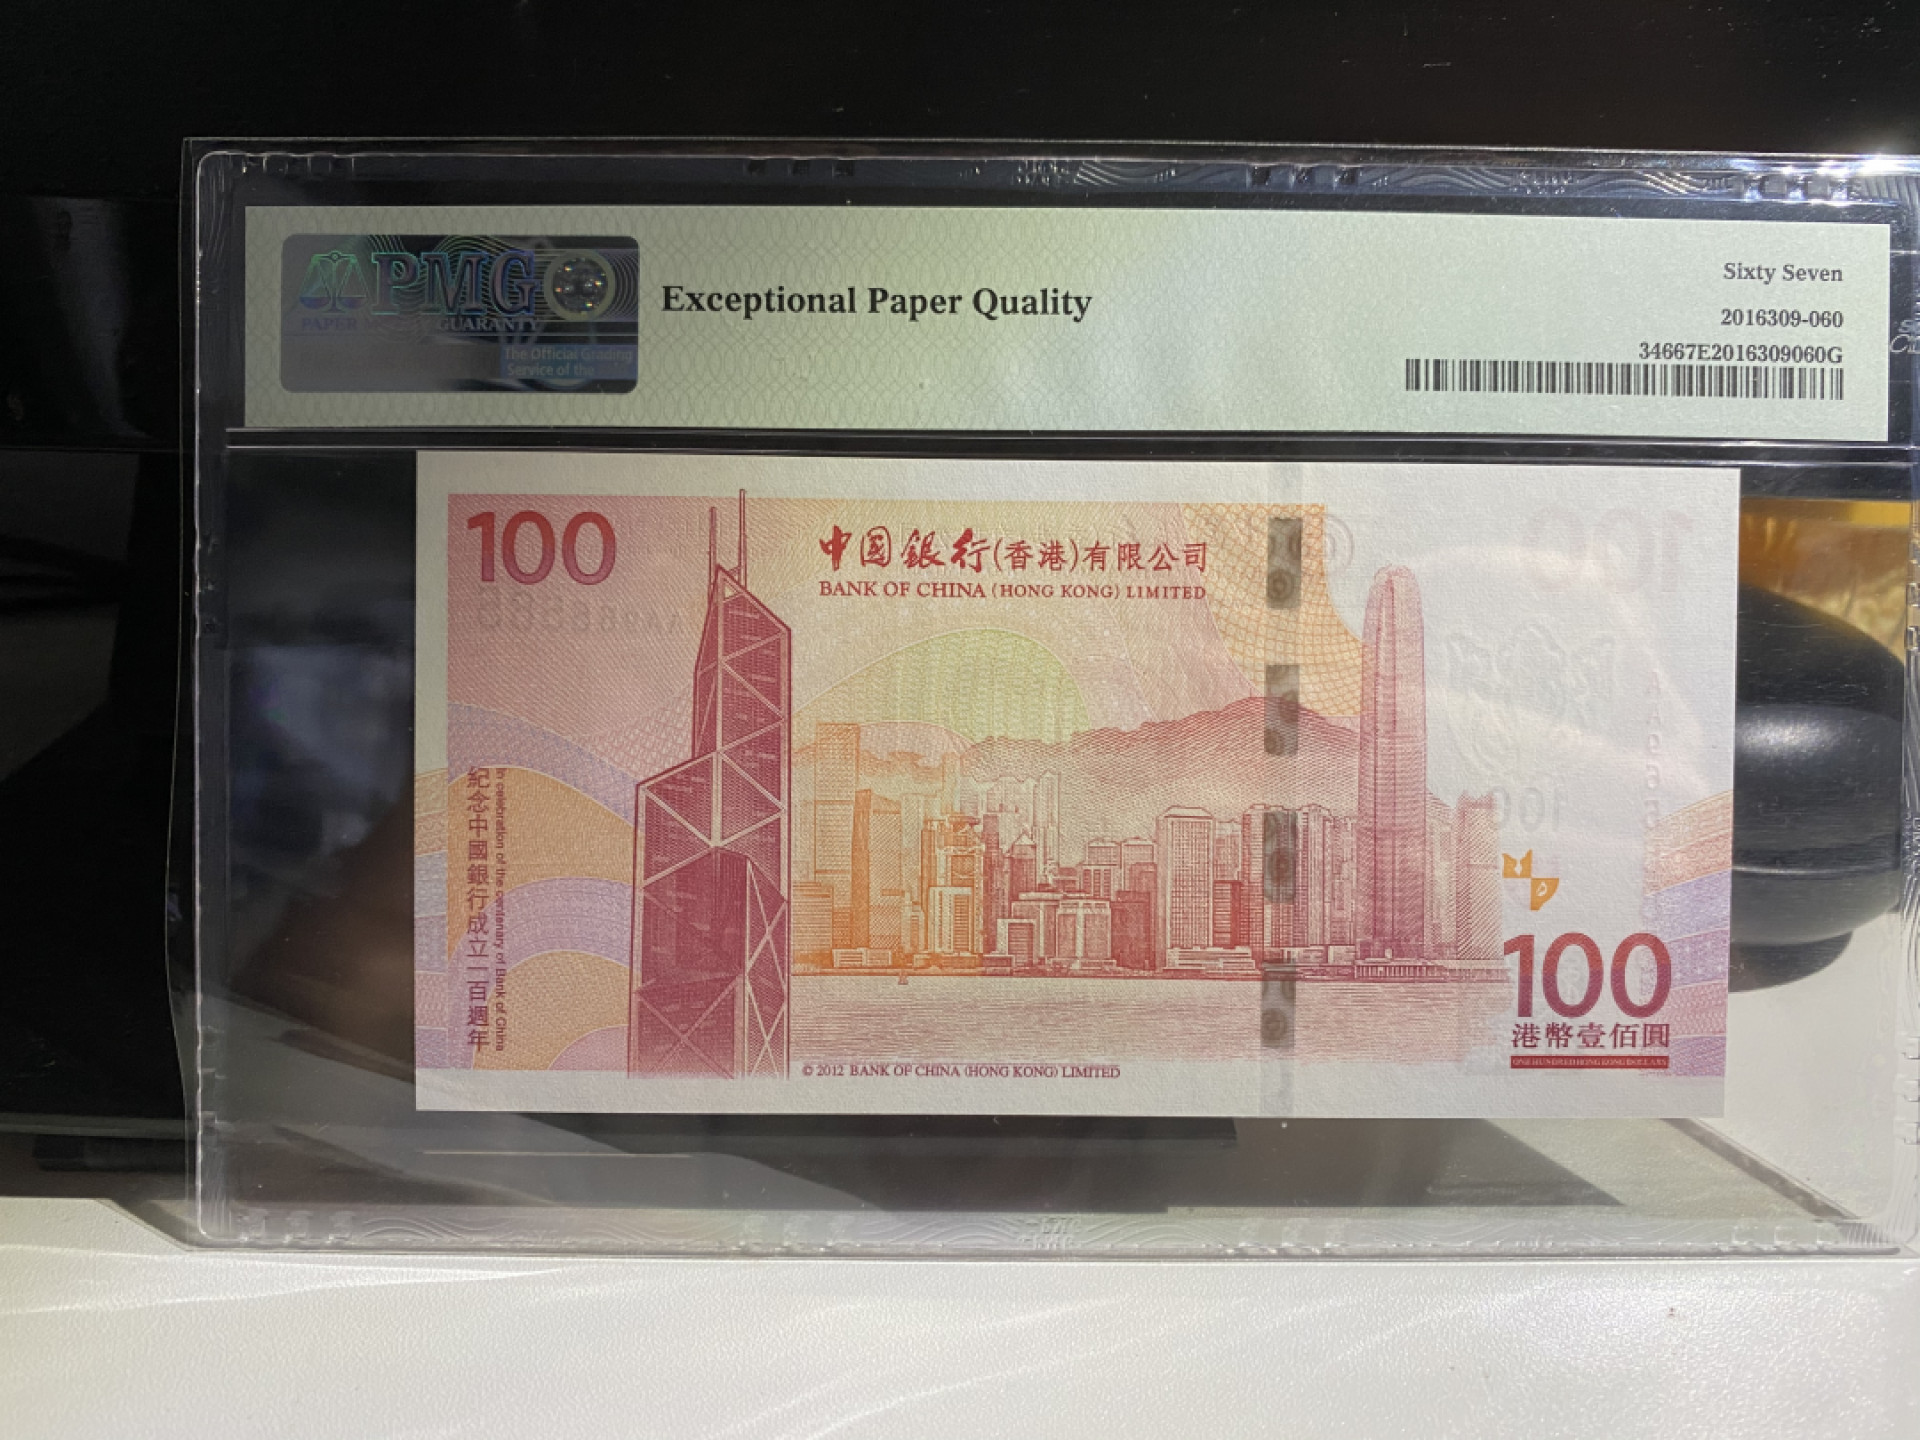 PMG
PAPER MONEY GUARANTY
The Official Grading
Service of the
Exceptional Paper Quality
Sixty Seven
2016309-060
34667E2016309060G
100
中国銀行(香港)有限公司
BANK OF CHINA (HONG KONG) LIMITED
紀念中國銀行成立一百週年
In celebration of the centenary of Bank of China
100
港幣壹佰圓
ONE HUNDRED HONG KONG DOLLARS
© 2012 BANK OF CHINA (HONG KONG) LIMITED